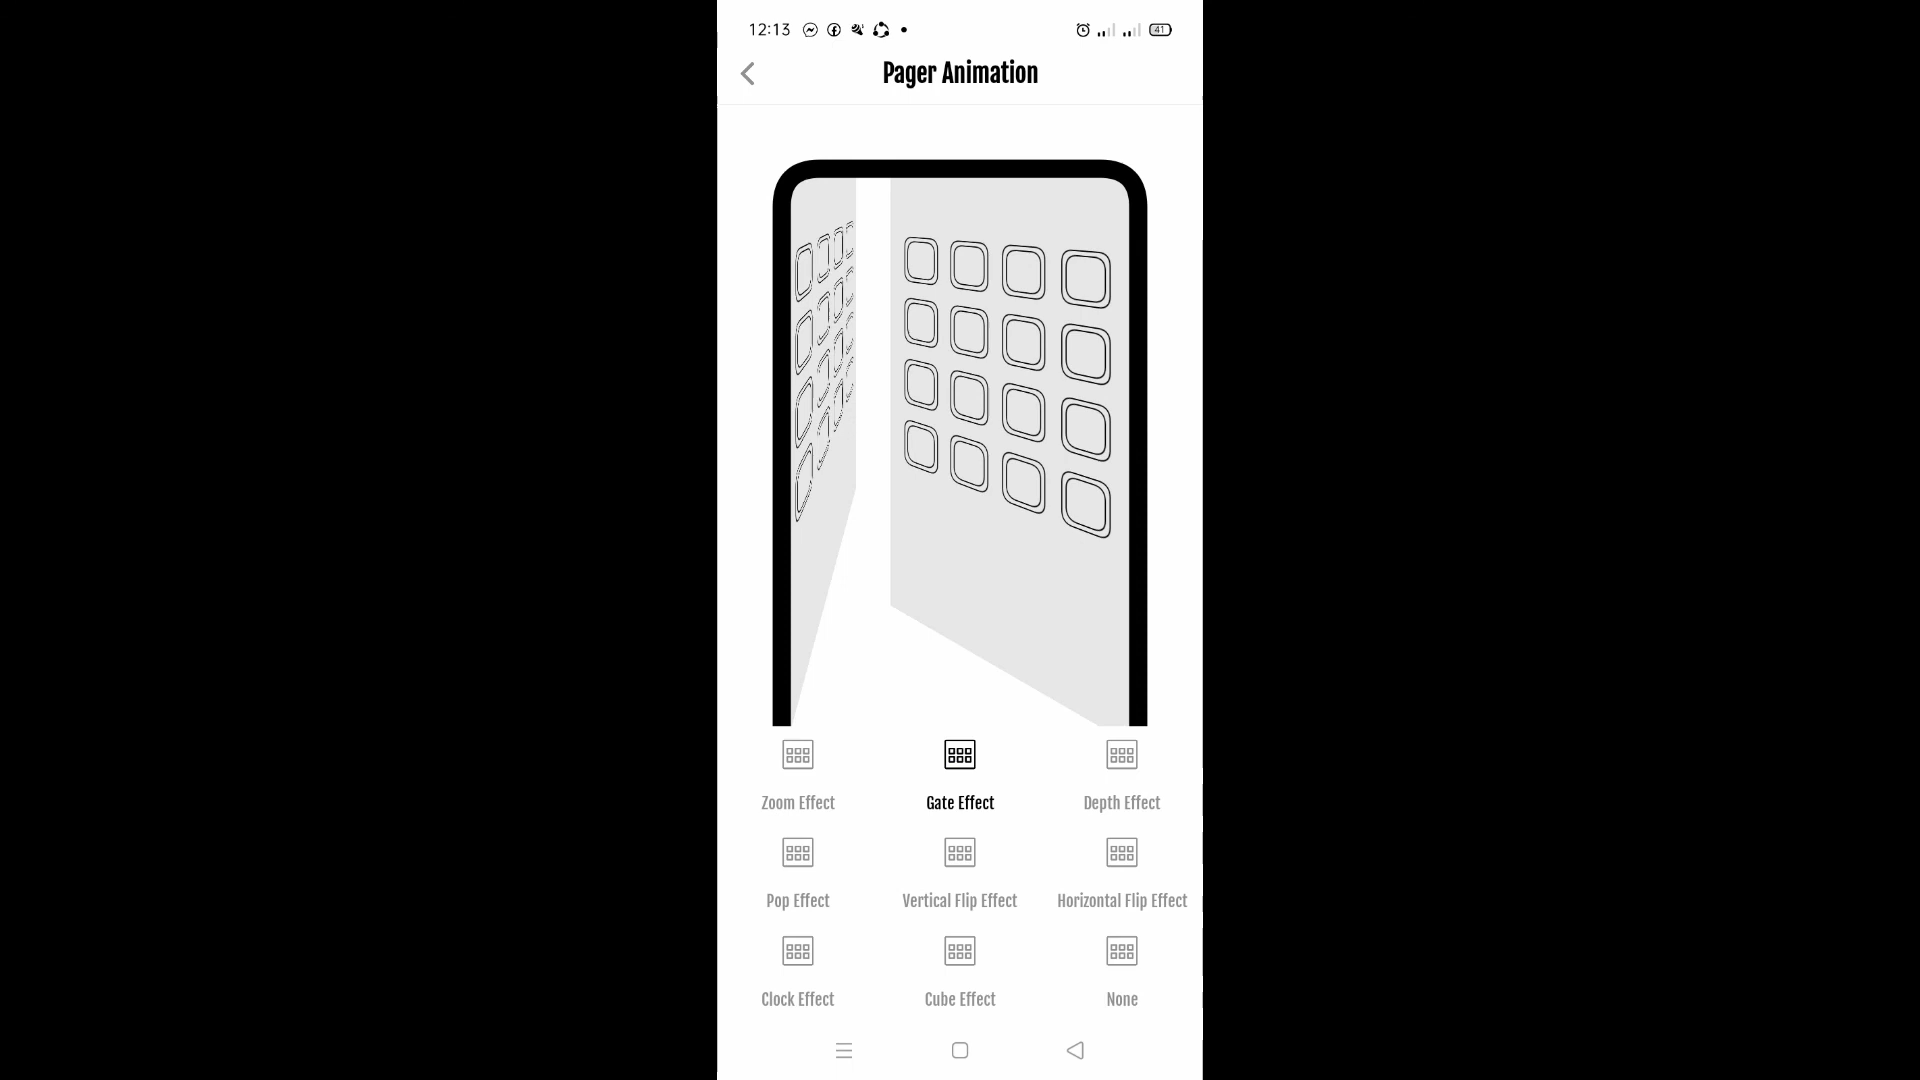 12:13
41
Pager Animation
Zoom Effect
Gate Effect
Depth Effect
Pop Effect
Vertical Flip Effect
Horizontal Flip Effect
Clock Effect
Cube Effect
None